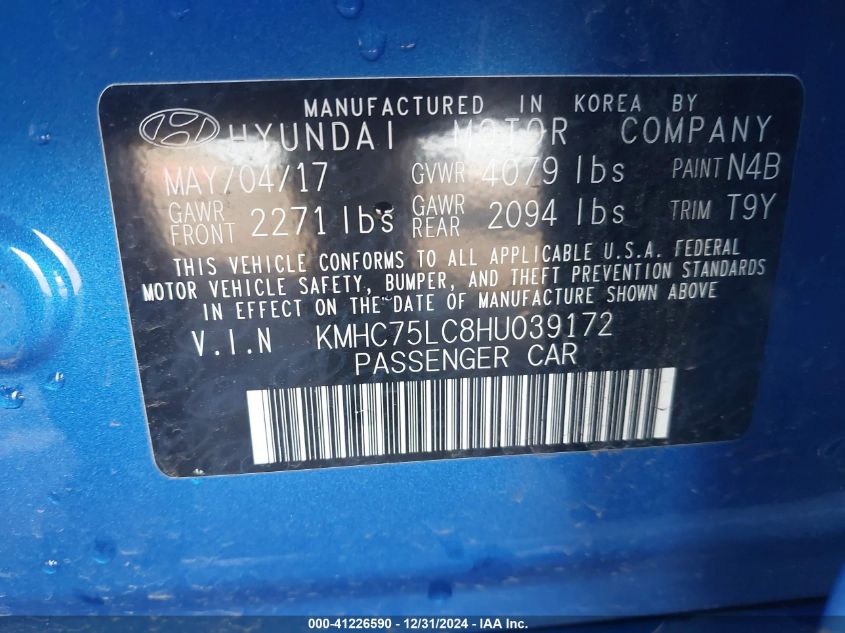 MANUFACTURED IN KOREA BY
HYUNDAI MOTOR COMPANY
MAY/04/17 GVWR 4079 lbs PAINT N4B
GAWR FRONT 2271 lbs GAWR REAR 2094 lbs TRIM T9Y
THIS VEHICLE CONFORMS TO ALL APPLICABLE U.S.A. FEDERAL
MOTOR VEHICLE SAFETY, BUMPER, AND THEFT PREVENTION STANDARDS
IN EFFECT ON THE DATE OF MANUFACTURE SHOWN ABOVE
V.I.N KMHC75LC8HU039172
PASSENGER CAR
000-41226590 - 12/31/2024 - IAA Inc.